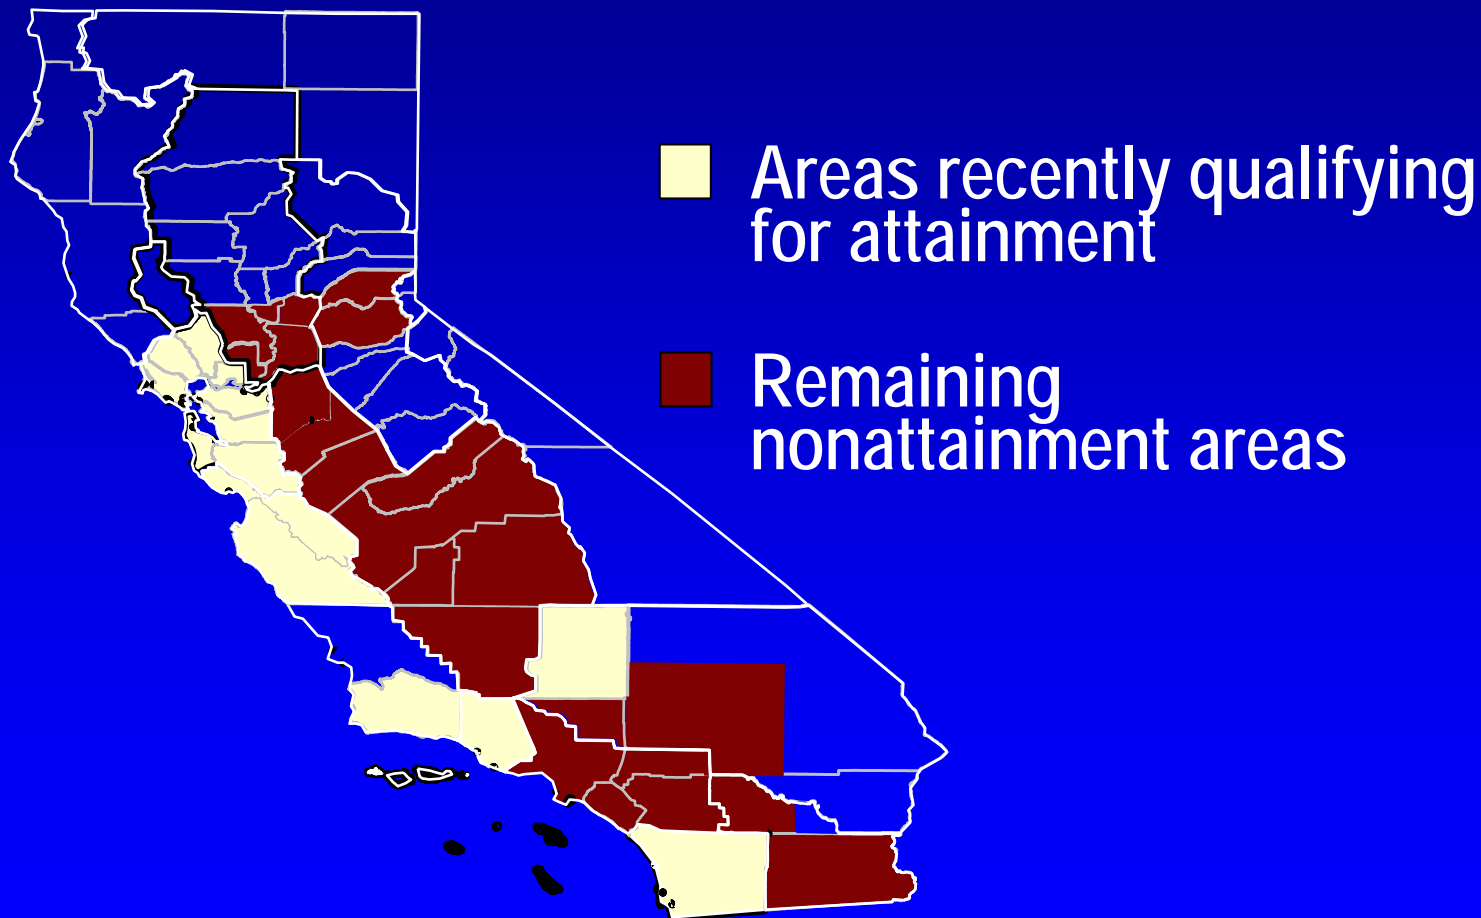 Areas recently qualifying
for attainment
Remaining
nonattainment areas